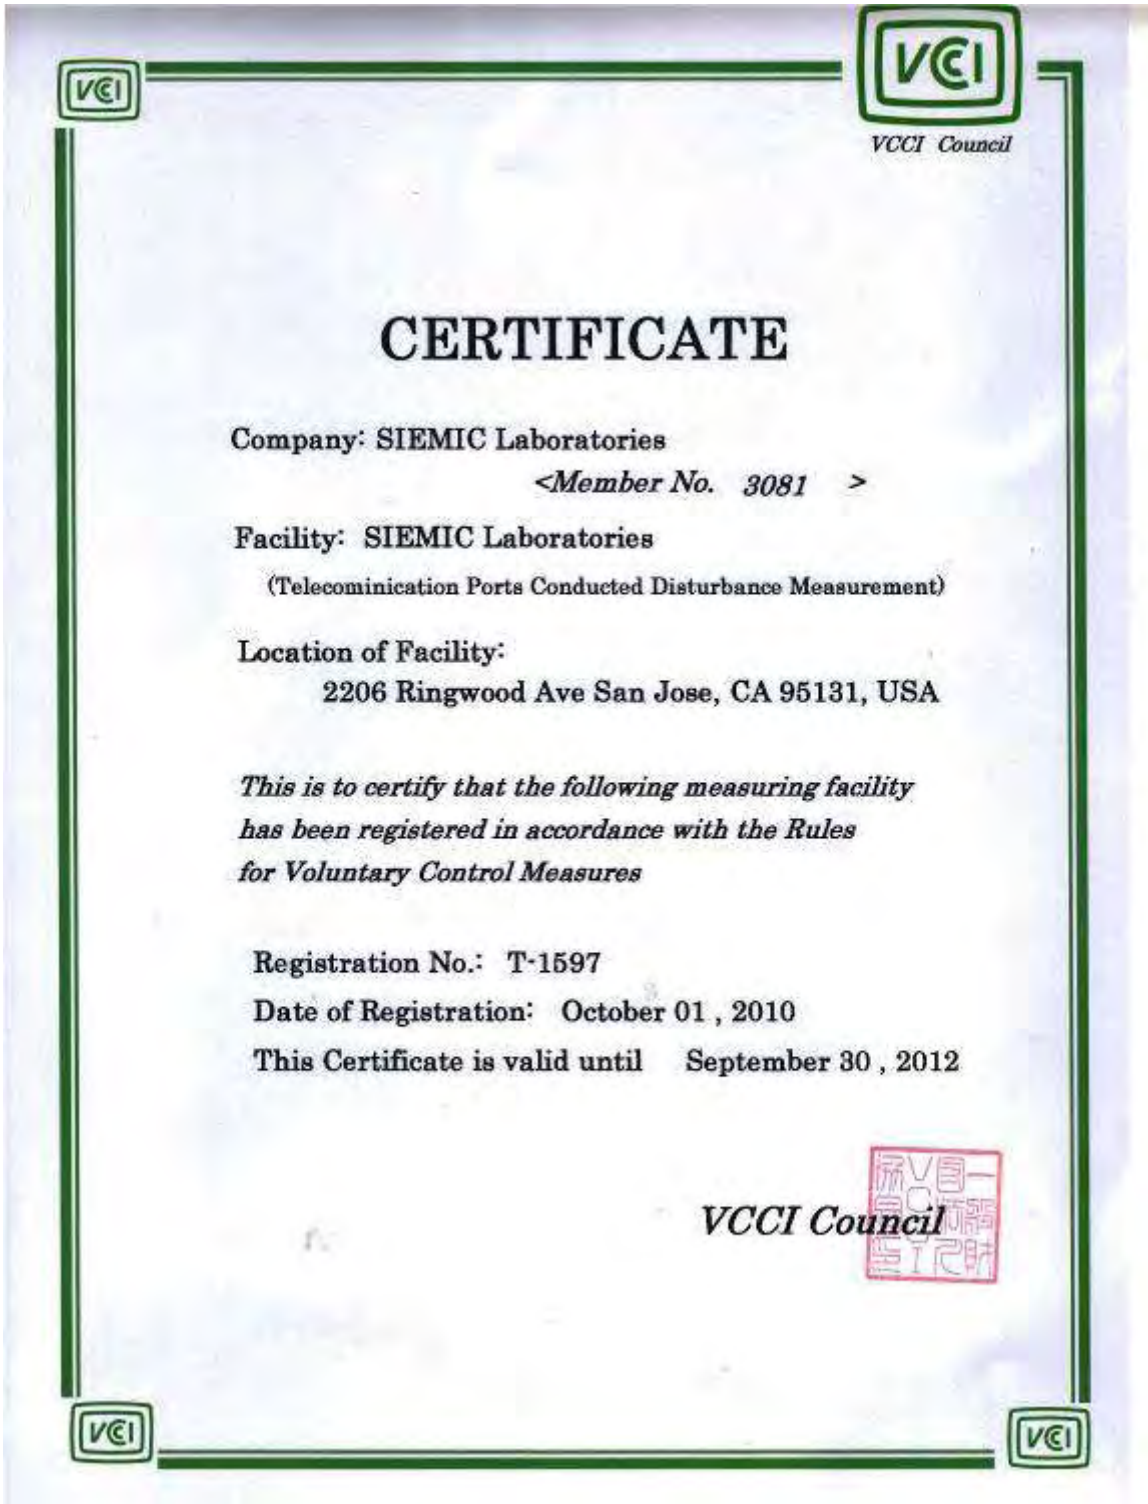 VCCI
VCCI
VCCI Council
CERTIFICATE
Company: SIEMIC Laboratories
<Member No. 3081 >
Facility: SIEMIC Laboratories
(Telecominication Ports Conducted Disturbance Measurement)
Location of Facility:
2206 Ringwood Ave San Jose, CA 95131, USA
This is to certify that the following measuring facility
has been registered in accordance with the Rules
for Voluntary Control Measures
Registration No.: T-1597
Date of Registration: October 01 , 2010
This Certificate is valid until September 30 , 2012
VCCI Council
VCCI
VCCI